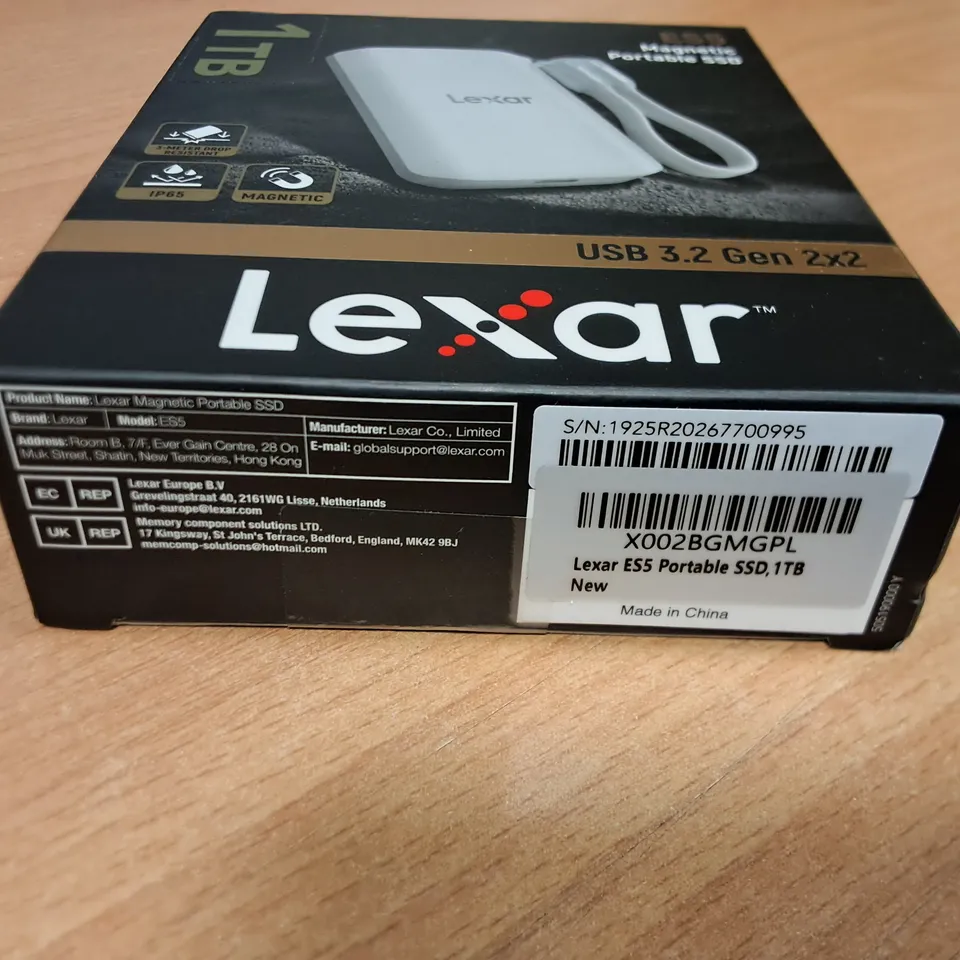 1TB
ES5
Magnetic
Portable SSD
Lexar
3-METER DROP
RESISTANT
IP65
MAGNETIC
USB 3.2 Gen 2x2
Lexar™
Product Name: Lexar Magnetic Portable SSD
Brand: Lexar
Model: ES5
Manufacturer: Lexar Co., Limited
Address: Room B, 7/F, Ever Gain Centre, 28 On
Muk Street, Shatin, New Territories, Hong Kong
E-mail: globalsupport@lexar.com
EC REP
Lexar Europe B.V
Grevelingstraat 40, 2161WG Lisse, Netherlands
info-europe@lexar.com
UK REP
Memory component solutions LTD.
17 Kingsway, St John's Terrace, Bedford, England, MK42 9BJ
memcomp-solutions@hotmail.com
S/N:1925R20267700995
X002BGMGPL
Lexar ES5 Portable SSD,1TB
New
Made in China